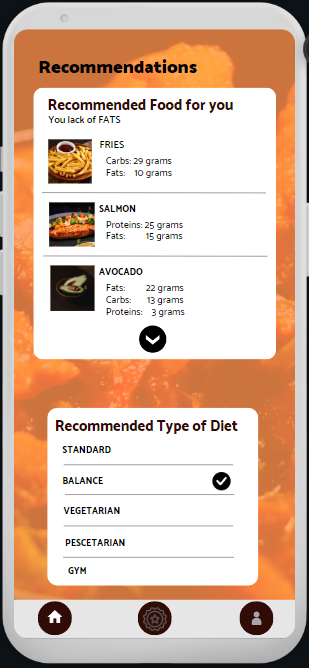 Recommendations
Recommended Food for you
You lack of FATS
FRIES
Carbs: 29 grams
Fats: 10 grams
SALMON
Proteins: 25 grams
Fats: 15 grams
AVOCADO
Fats: 22 grams
Carbs: 13 grams
Proteins: 3 grams
Recommended Type of Diet
STANDARD
BALANCE
VEGETARIAN
PESCETARIAN
GYM